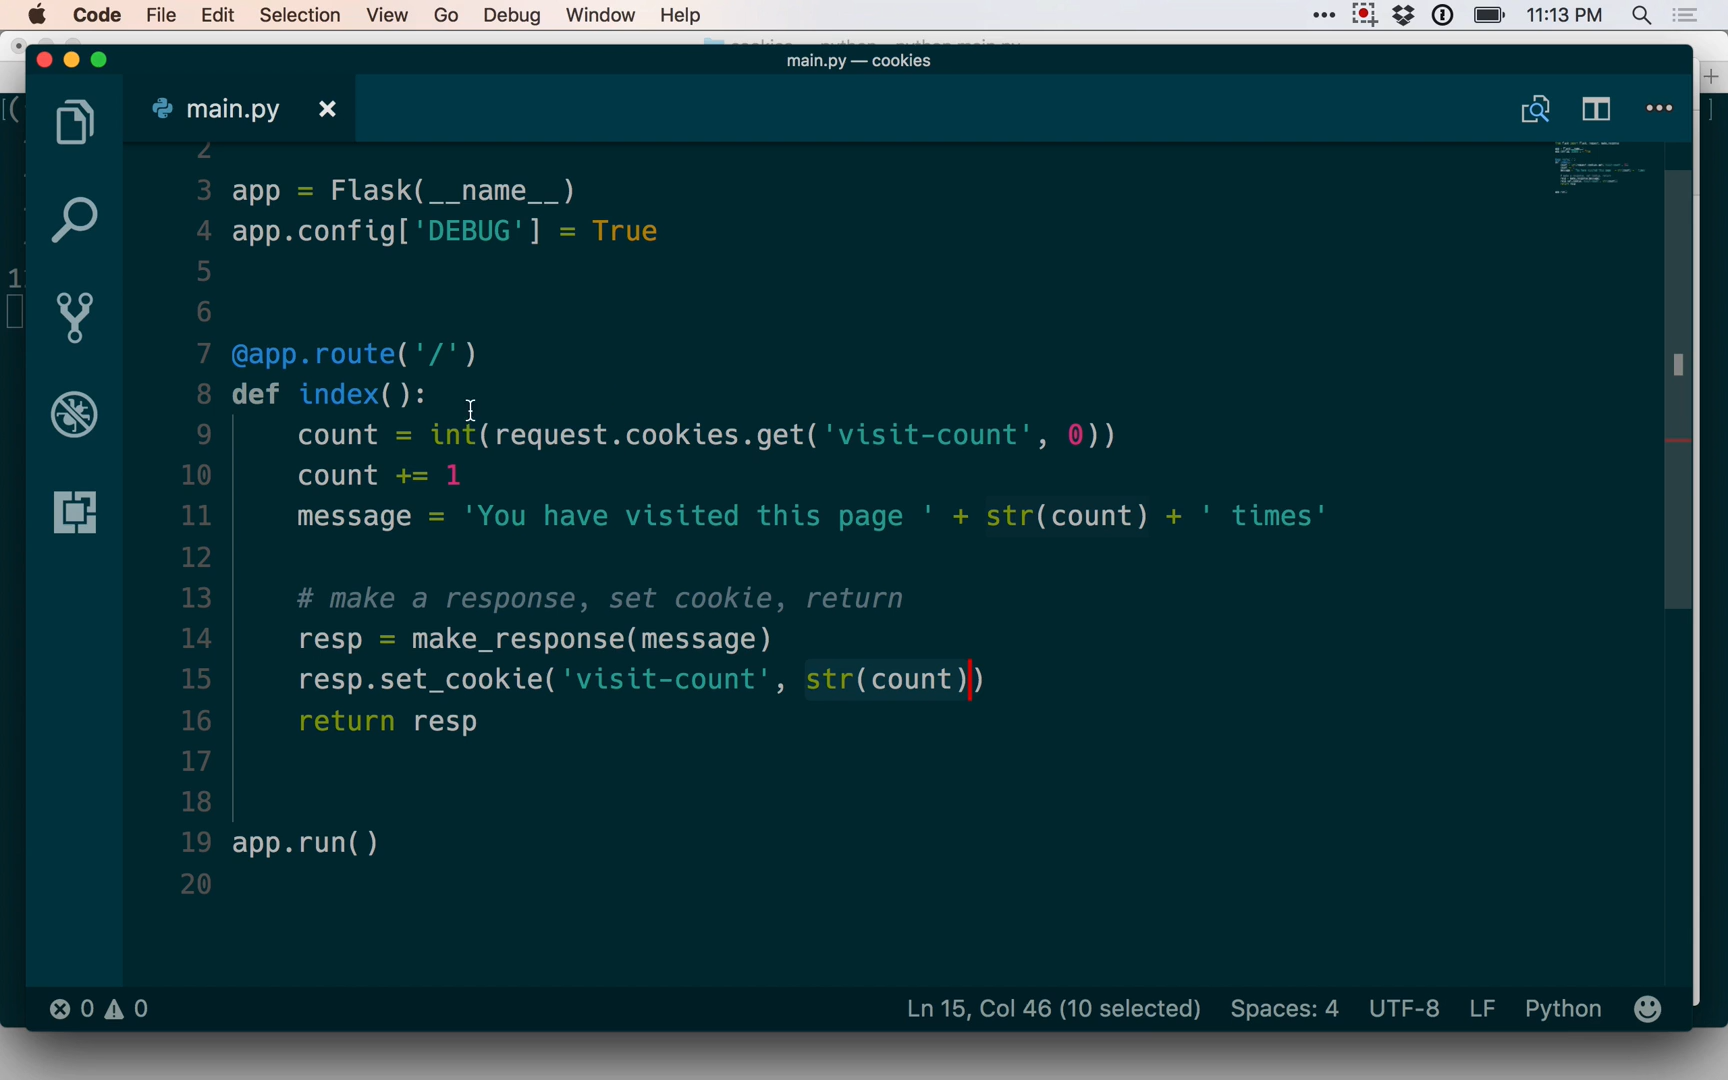 Code File Edit Selection View Go Debug Window Help 11:13 PM
main.py — cookies
main.py
2
3 app = Flask(__name__)
4 app.config['DEBUG'] = True
5
6
7 @app.route('/')
8 def index():
9 count = int(request.cookies.get('visit-count', 0))
10 count += 1
11 message = 'You have visited this page ' + str(count) + ' times'
12
13 # make a response, set cookie, return
14 resp = make_response(message)
15 resp.set_cookie('visit-count', str(count))
16 return resp
17
18
19 app.run()
20
0 0 Ln 15, Col 46 (10 selected) Spaces: 4 UTF-8 LF Python